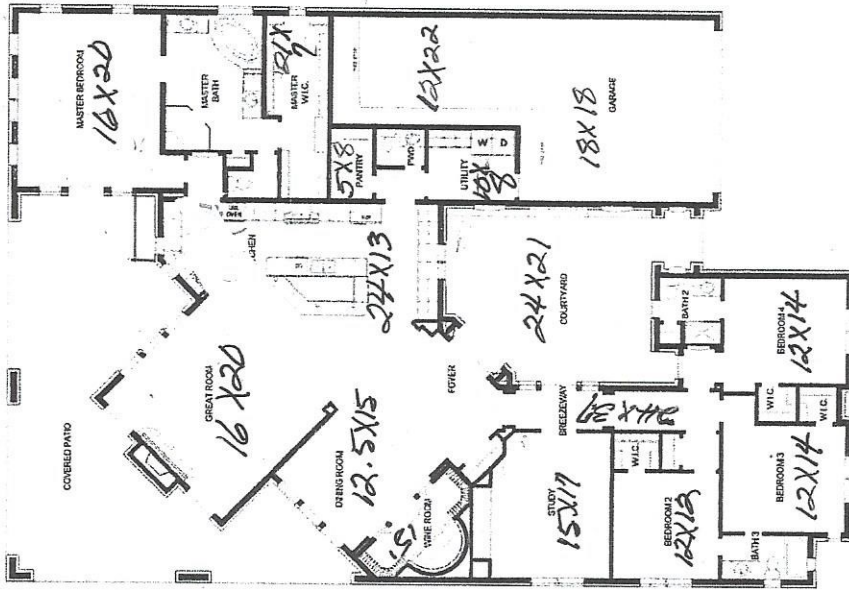 MASTER BEDROOM
16X20
MASTER
BATH
MASTER
W.I.C.
12X22
18X18
GARAGE
5X8
PANTRY
PWD
UTILITY
10X8
W D
COVERED PATIO
GREAT ROOM
16X20
24X13
24X21
COURTYARD
FOYER
DINING ROOM
12.5X15
WINE ROOM
BREEZEWAY
STUDY
15X17
W.I.C.
BEDROOM 2
BATH 2
BEDROOM 4
12X14
W.I.C.
W.I.C.
BEDROOM 3
12X14
BATH 3